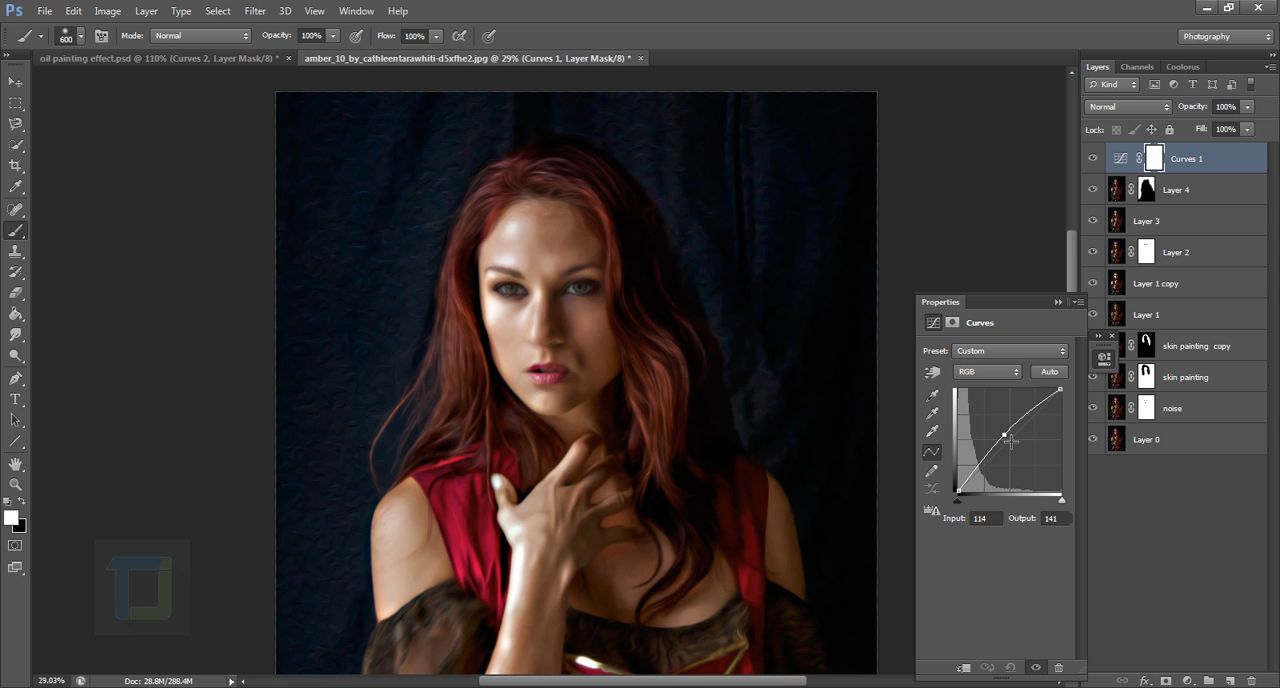 Ps File Edit Image Layer Type Select Filter 3D View Window Help
600 Mode: Normal Opacity: 100% Flow: 100% Photography
oil painting effect.psd @ 110% (Curves 2, Layer Mask/8) * × amber_10_by_cathleentarawhiti-d5xfhe2.jpg @ 29% (Curves 1, Layer Mask/8) * ×
Layers Channels Coolorus
Kind
Normal Opacity: 100%
Lock: Fill: 100%
Curves 1
Layer 4
Layer 3
Layer 2
Layer 1 copy
Layer 1
skin painting copy
skin painting
noise
Layer 0
Properties
Curves
Preset: Custom
RGB Auto
Input: 114 Output: 141
TJ
29.03% Doc: 28.8M/288.4M